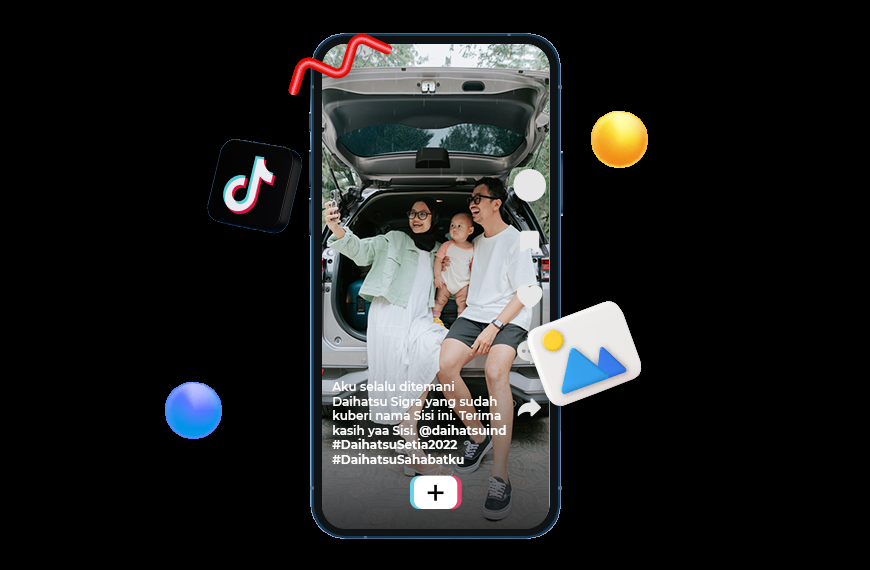 Aku selalu ditemani
Daihatsu Sigra yang sudah
kuberi nama Sisi ini. Terima
kasih yaa Sisi. @daihatsuind
#DaihatsuSetia2022
#DaihatsuSahabatku